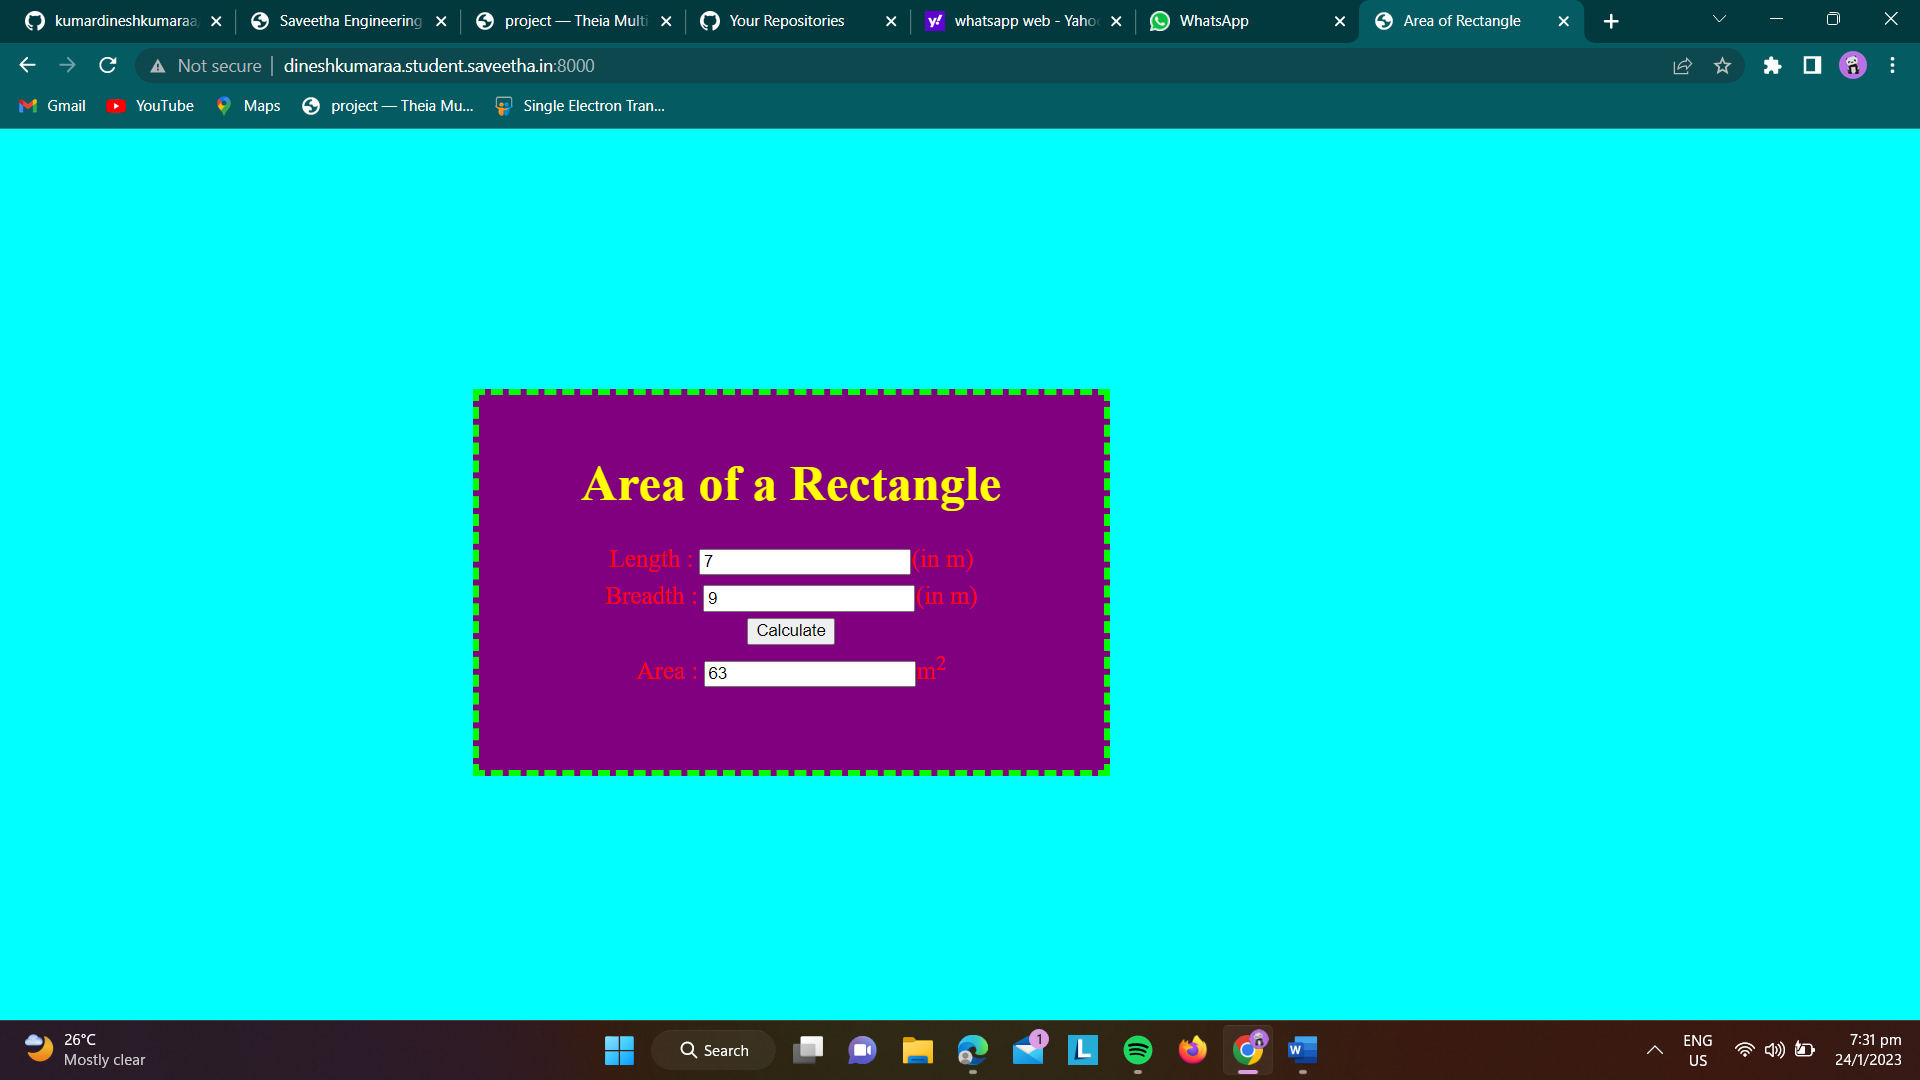 kumardineshkumaraa
Saveetha Engineering
project — Theia Multi
Your Repositories
whatsapp web - Yaho
WhatsApp
Area of Rectangle
Not secure | dineshkumaraa.student.saveetha.in:8000
Gmail
YouTube
Maps
project — Theia Mu...
Single Electron Tran...
Area of a Rectangle
Length : 7 (in m)
Breadth : 9 (in m)
Calculate
Area : 63 m²
26°C
Mostly clear
Search
1
ENG
US
7:31 pm
24/1/2023